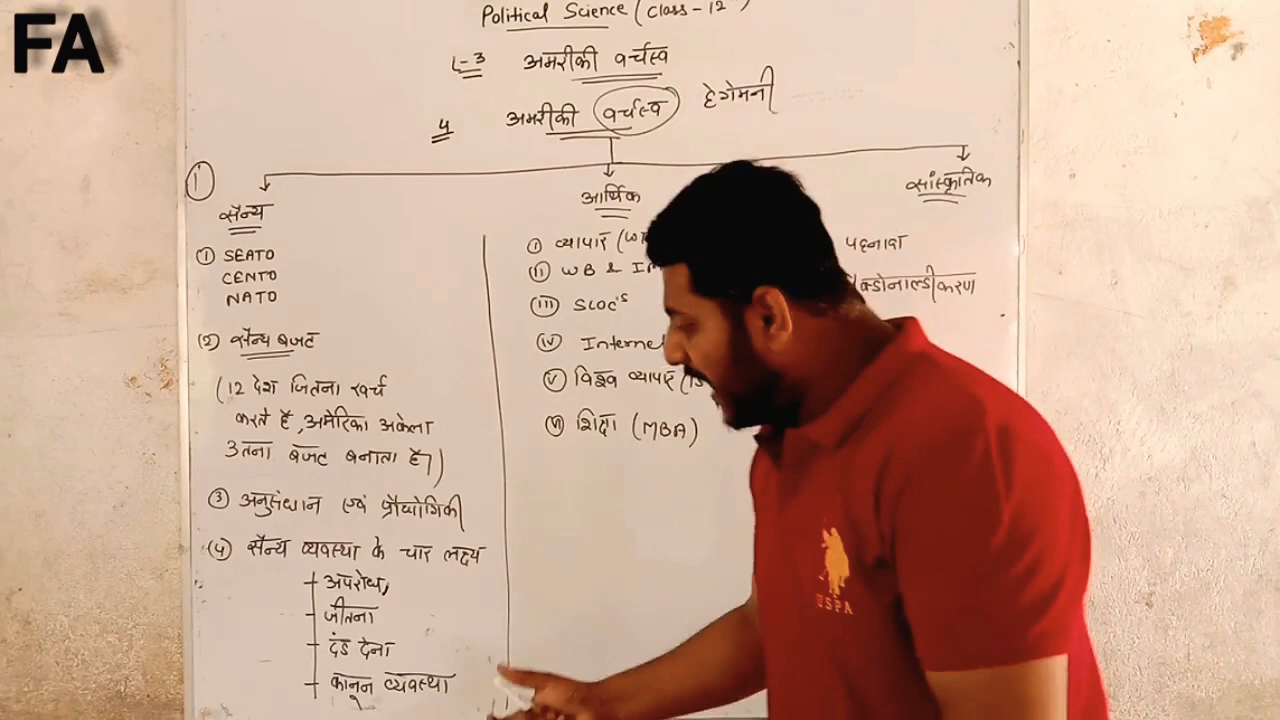 FA
Political Science (Class-12
L-3 अमरीकी वर्चस्व
4 अमरीकी वर्चस्व हेगेमनी
1
सैन्य
① SEATO
CENTO
NATO
(2) सैन्य बजट
(12 देश जितना खर्च
करते हैं, अमेरिका अकेला
उतना बजट बनाता है।)
③ अनुसंधान एवं प्रौद्योगिकी
(4) सैन्य व्यवस्था के चार लक्ष्य
अपरोध,
जीतना
दंड देना
कानून व्यवस्था
आर्थिक
(i) व्यापार
(ii) WB &
(iii) SLOC's
(iv) Interne
(v) विश्व व्यापार
(vi) शिक्षा (MBA)
सांस्कृतिक
पहनावा
क्डोनाल्डीकरण
USPA